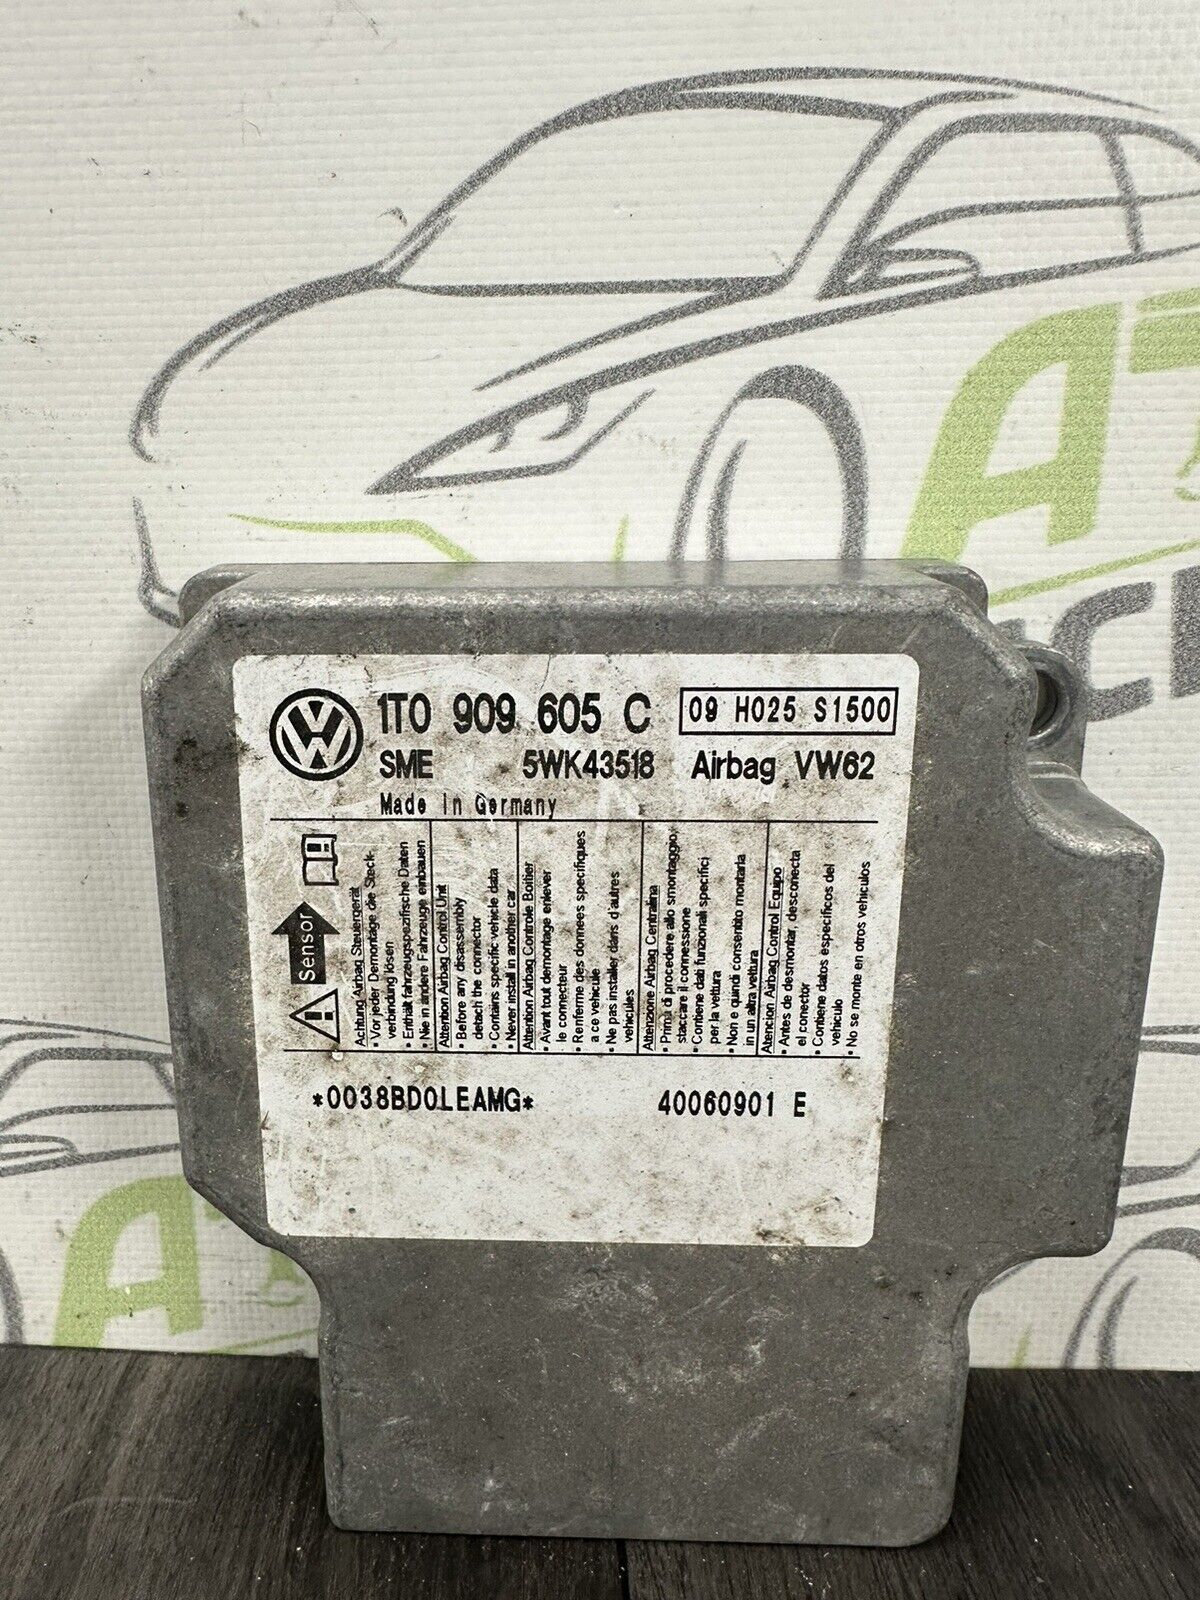 1T0 909 605 C 09 H025 S1500
SME 5WK43518 Airbag VW62
Made in Germany
Sensor
Achtung Airbag Steuergerät
• Vor jeder Demontage die Steck-
verbindung lösen
• Enthält fahrzeugspezifische Daten
• Nie in andere Fahrzeuge einbauen
Attention Airbag Control Unit
• Before any disassembly
detach the connector
• Contains specific vehicle data
• Never install in another car
Attention Airbag Controle Boitier
• Avant tout demontage enlever
le connecteur
• Renferme des donnees specifiques
a ce vehicule
• Ne pas installer dans d'autres
vehicules
Attenzione Airbag Centralina
• Prima di procedere allo smontaggio,
staccare il connessione
• Contiene dati funzionali specifici
per la vettura
• Non e quindi consentito montarla
in un altra vettura
Atencion Airbag Control Equipo
• Antes de desmontar, desconecta
el conector
• Contiene datos específicos del
vehículo
• No se monte en otros vehículos
*0038BD0LEAMG* 40060901 E